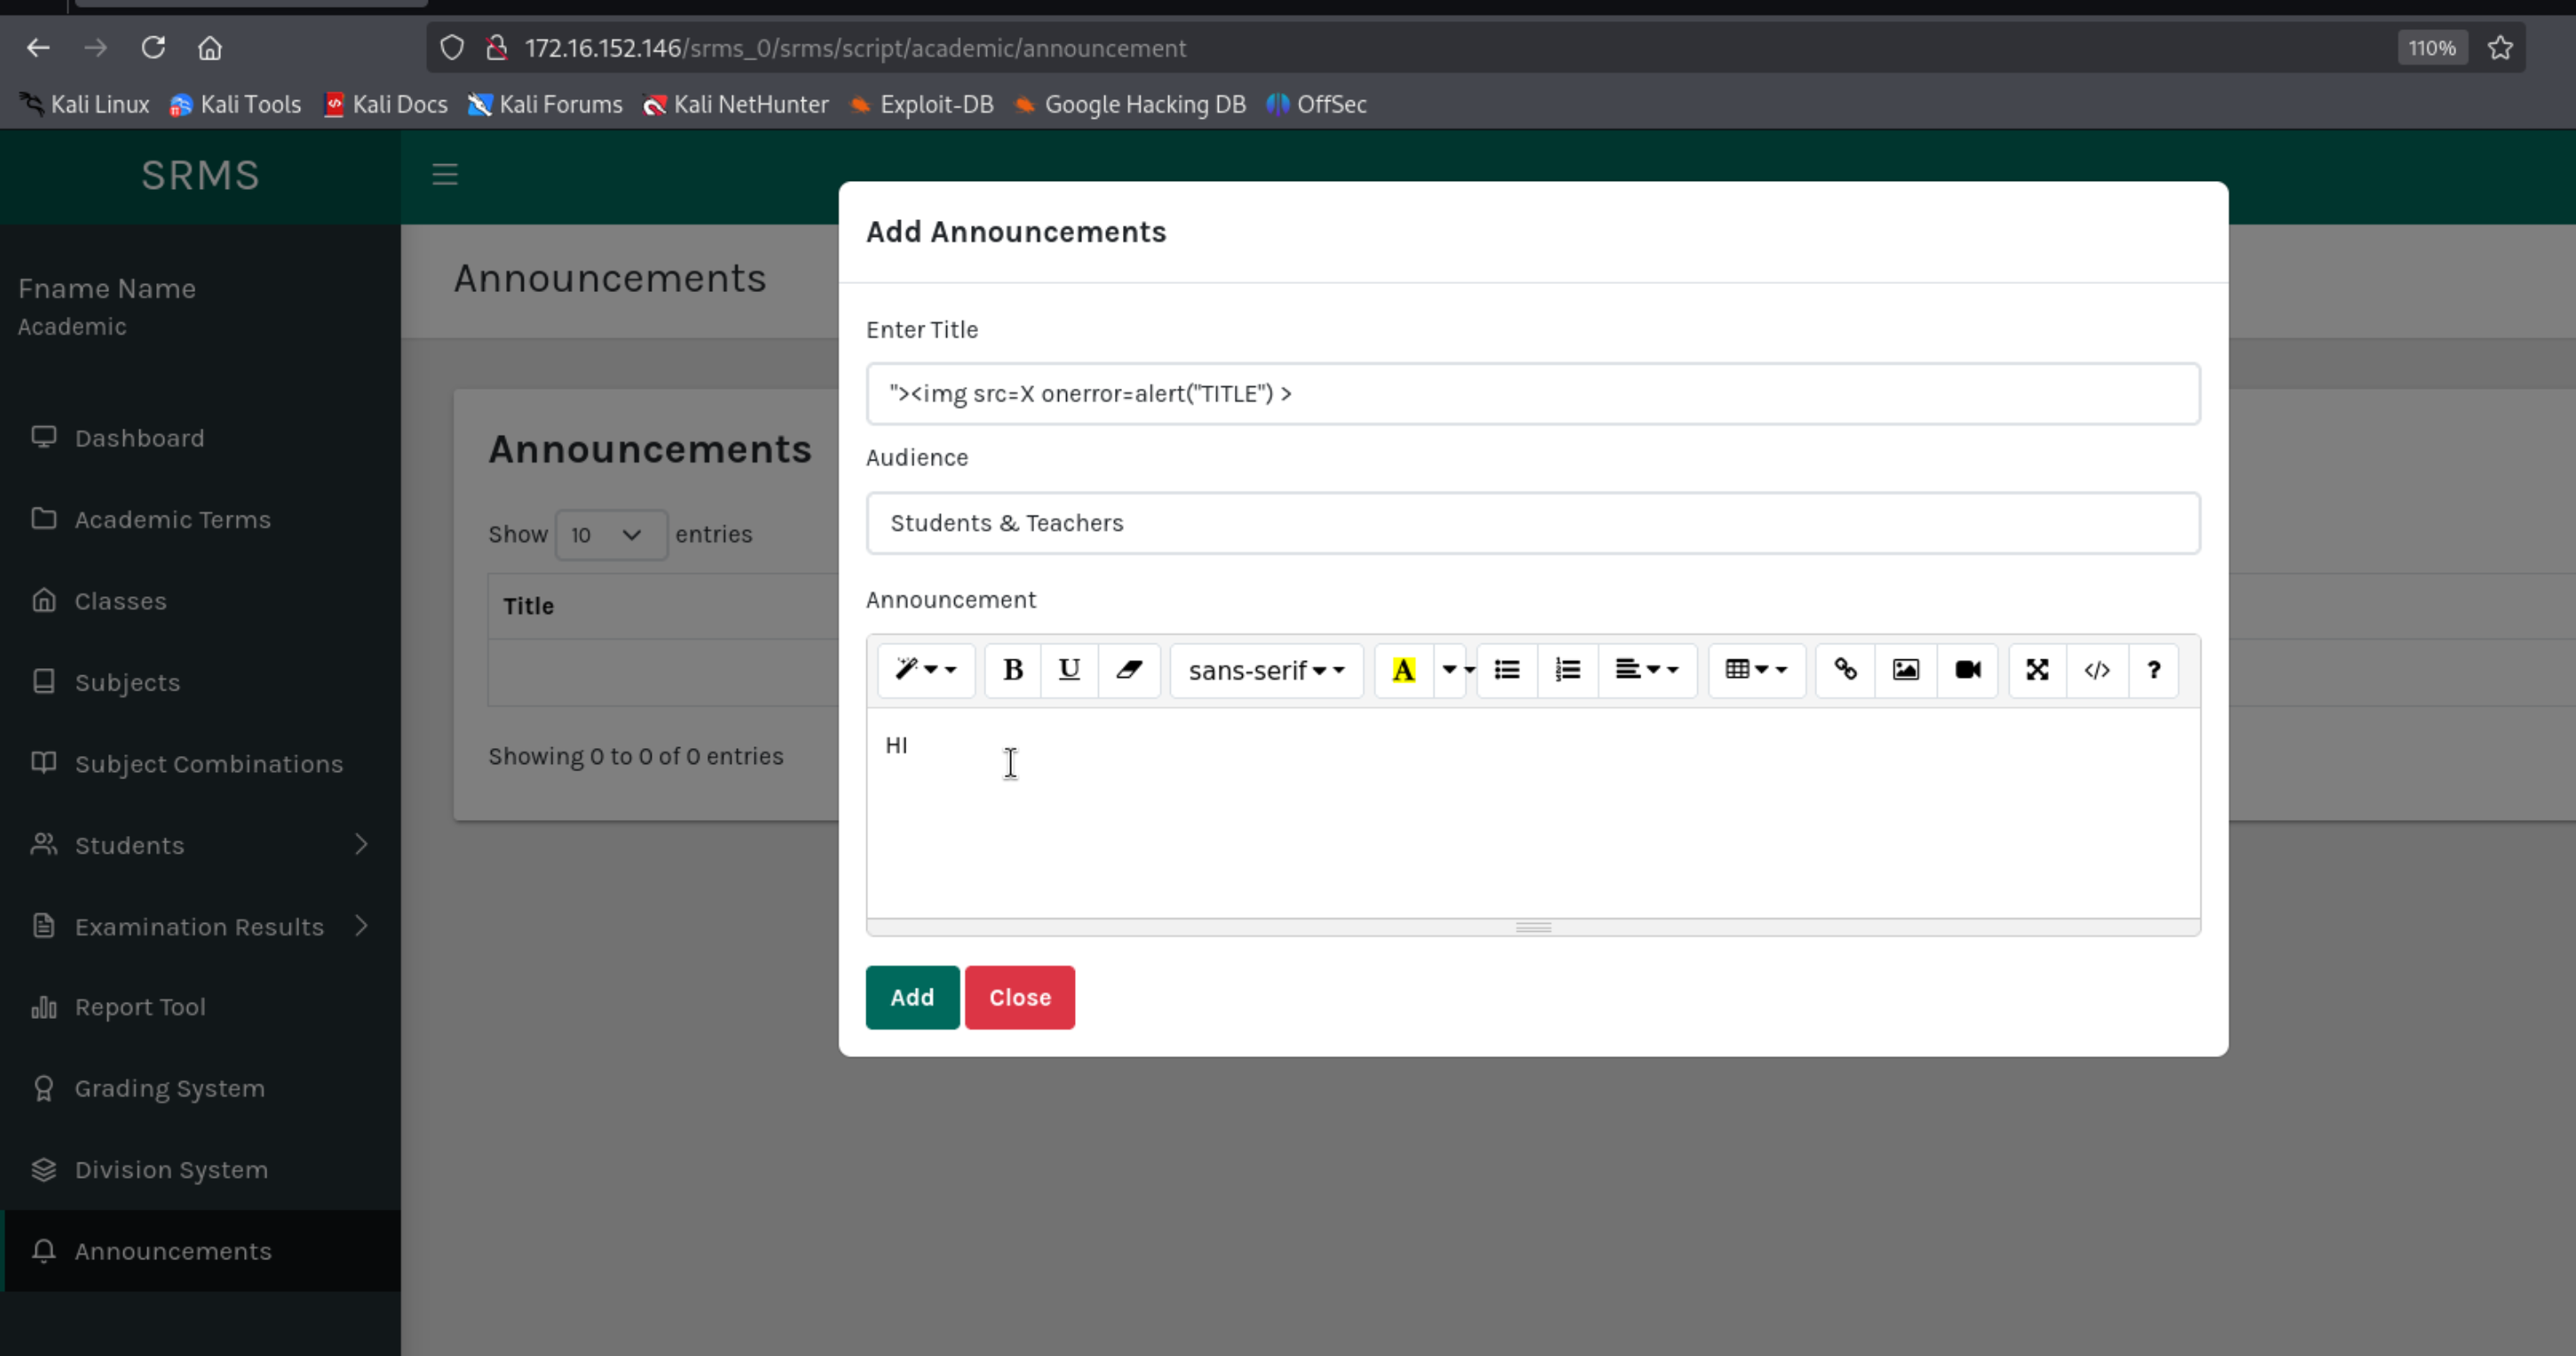 172.16.152.146/srms_0/srms/script/academic/announcement
110%
Kali Linux Kali Tools Kali Docs Kali Forums Kali NetHunter Exploit-DB Google Hacking DB OffSec
SRMS
Fname Name
Academic
Dashboard
Academic Terms
Classes
Subjects
Subject Combinations
Students
Examination Results
Report Tool
Grading System
Division System
Announcements
Announcements
Announcements
Show 10 entries
Title
Showing 0 to 0 of 0 entries
Add Announcements
Enter Title
"><img src=X onerror=alert("TITLE") >
Audience
Students & Teachers
Announcement
B U sans-serif A </> ?
HI
Add Close